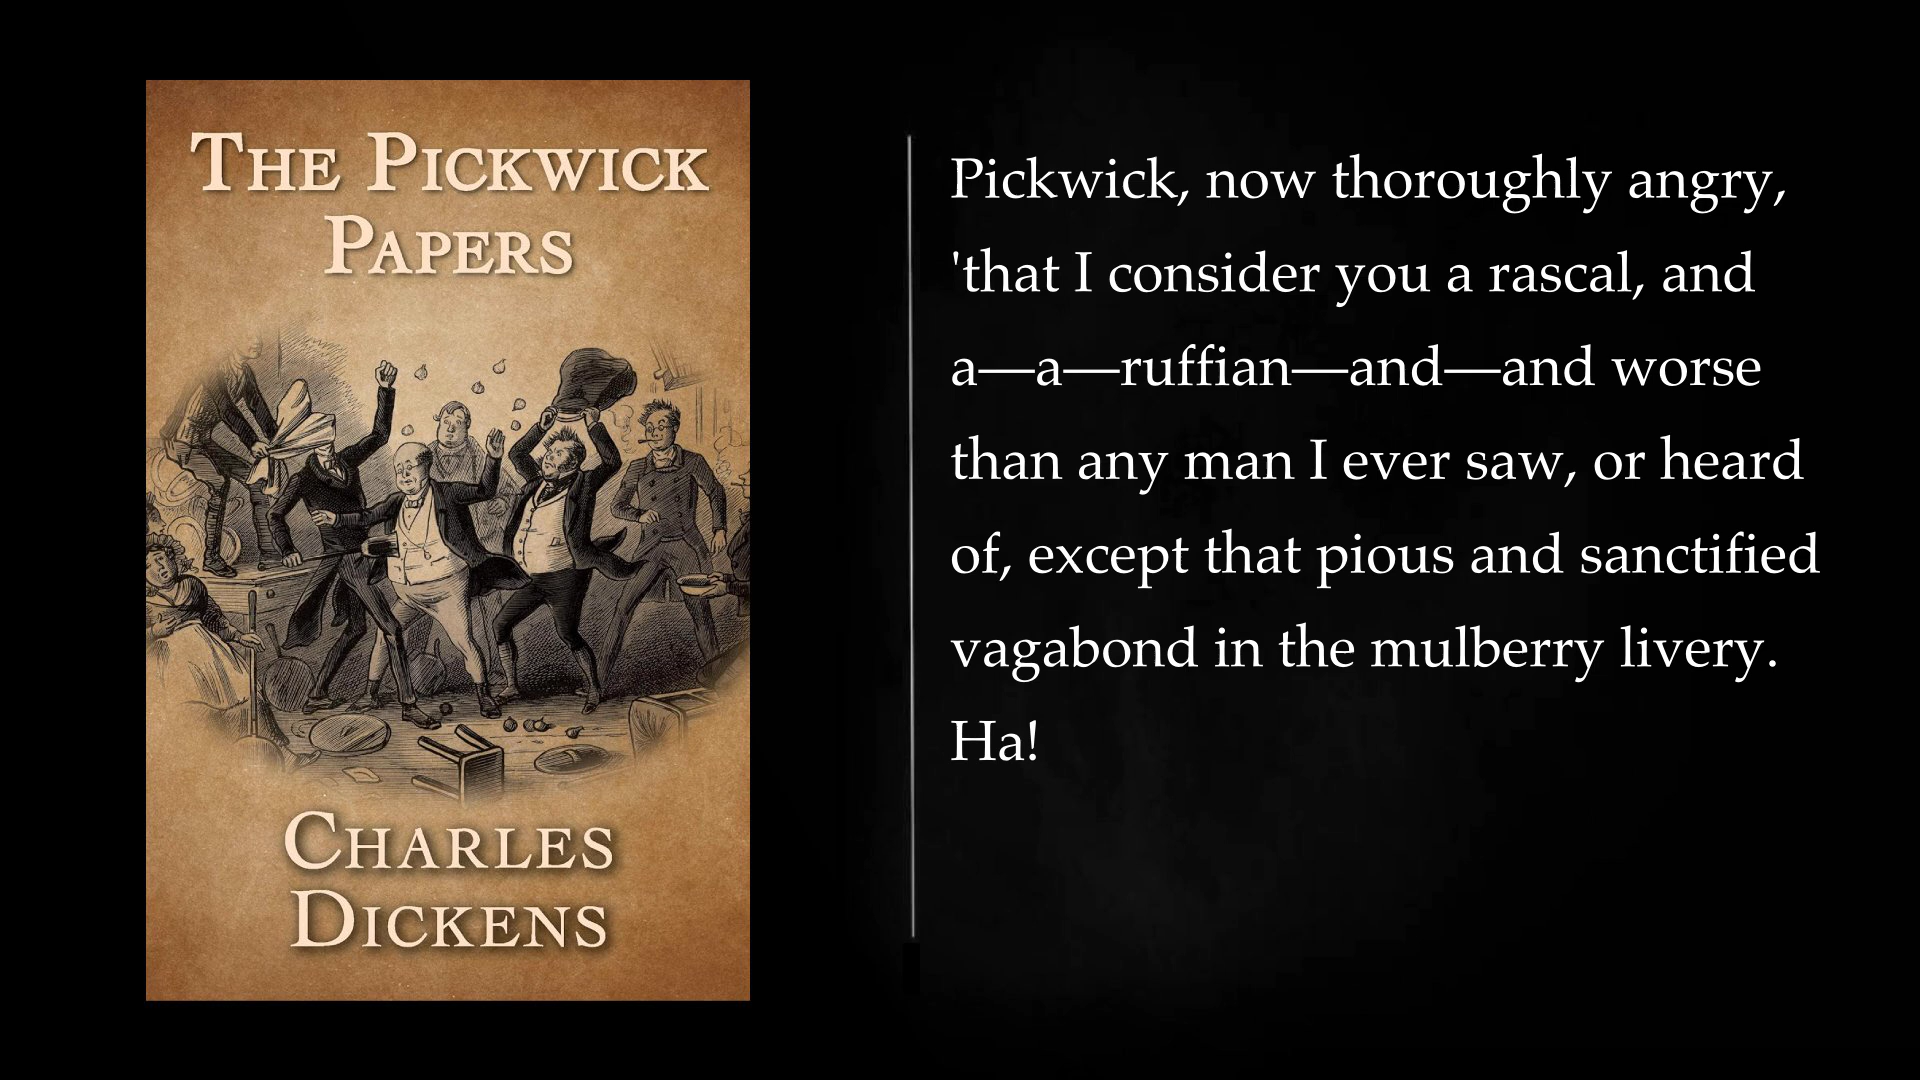 THE PICKWICK
PAPERS
CHARLES
DICKENS
Pickwick, now thoroughly angry,
'that I consider you a rascal, and
a—a—ruffian—and—and worse
than any man I ever saw, or heard
of, except that pious and sanctified
vagabond in the mulberry livery.
Ha!